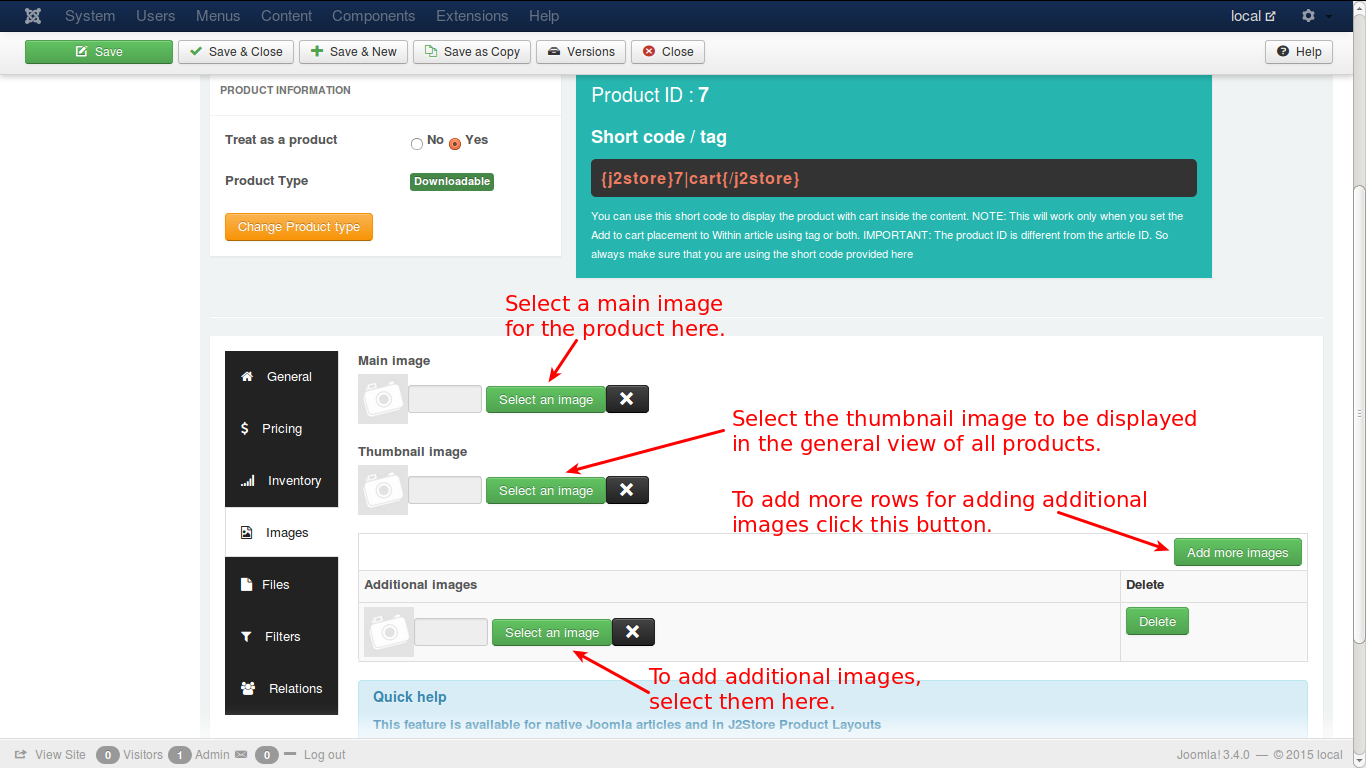 System Users Menus Content Components Extensions Help local
Save Save & Close Save & New Save as Copy Versions Close Help
PRODUCT INFORMATION
Treat as a product No Yes
Product Type Downloadable
Change Product type
Product ID : 7
Short code / tag
{j2store}7|cart{/j2store}
You can use this short code to display the product with cart inside the content. NOTE: This will work only when you set the
Add to cart placement to Within article using tag or both. IMPORTANT: The product ID is different from the article ID. So
always make sure that you are using the short code provided here
Select a main image
for the product here.
General
Pricing
Inventory
Images
Files
Filters
Relations
Main image
Select an image
Select the thumbnail image to be displayed
in the general view of all products.
Thumbnail image
Select an image
To add more rows for adding additional
images click this button.
Add more images
Additional images Delete
Select an image Delete
To add additional images,
select them here.
Quick help
This feature is available for native Joomla articles and in J2Store Product Layouts
View Site 0 Visitors 1 Admin 0 Log out Joomla! 3.4.0 — © 2015 local